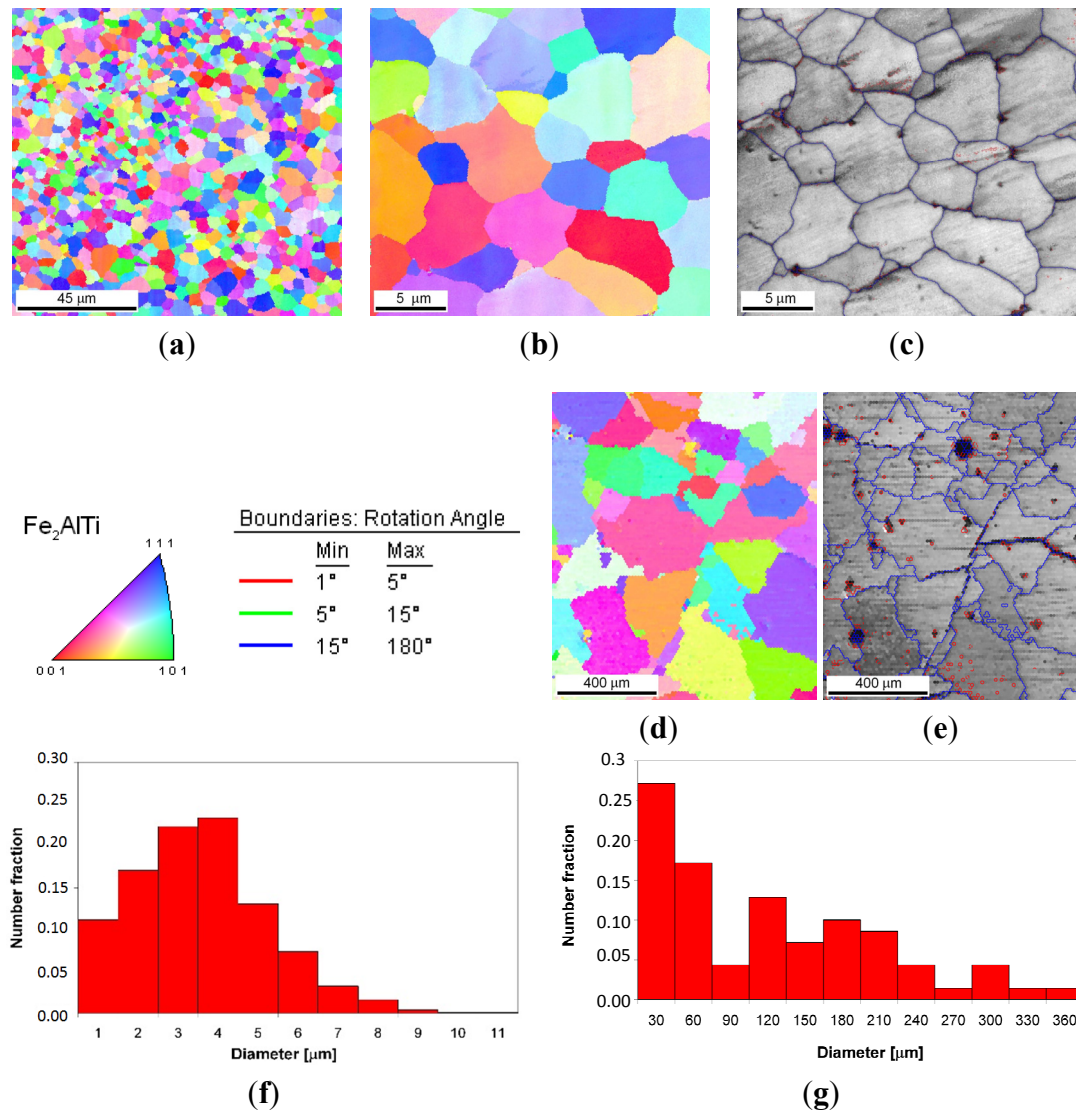 45 μm
5 μm
5 μm
(a)
(b)
(c)
Fe₂AlTi
111
001
101
Boundaries: Rotation Angle
Min Max
1° 5°
5° 15°
15° 180°
400 μm
400 μm
(d)
(e)
0.30
0.25
0.20
0.15
0.10
0.05
0.00
Number fraction
1 2 3 4 5 6 7 8 9 10 11
Diameter [μm]
(f)
0.3
0.25
0.20
0.15
0.10
0.05
0.00
Number fraction
30 60 90 120 150 180 210 240 270 300 330 360
Diameter [μm]
(g)